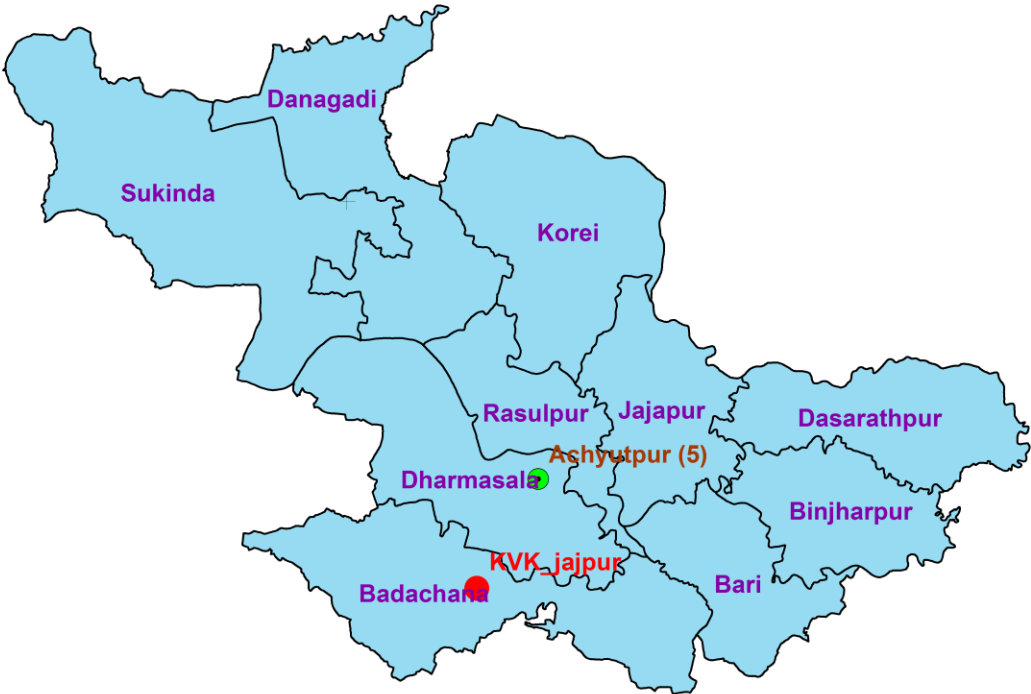 Danagadi
Sukinda
Korei
Rasulpur
Jajapur
Dasarathpur
Achyutpur (5)
Dharmasala
Binjharpur
KVK_jajpur
Badachana
Bari